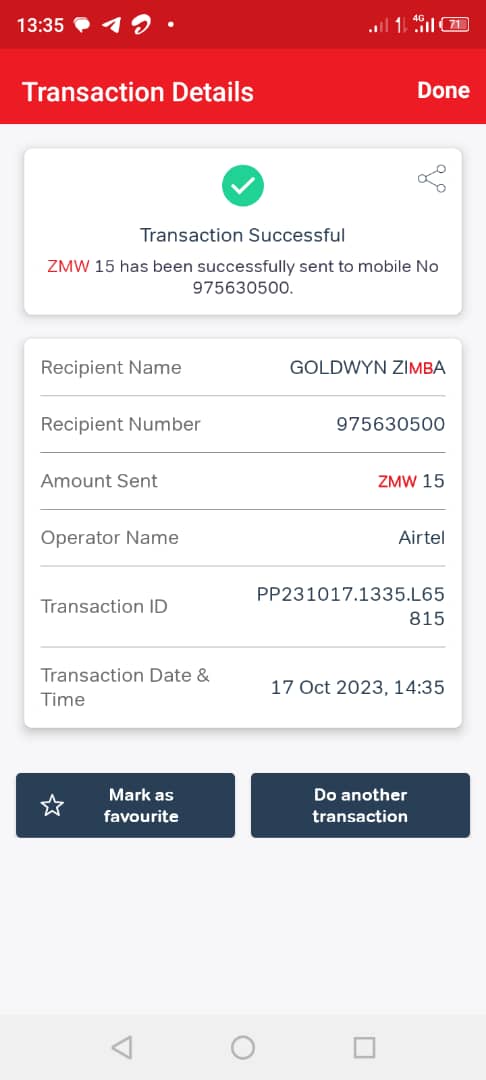 13:35
4G
71
Transaction Details
Done
Transaction Successful
ZMW 15 has been successfully sent to mobile No
975630500.
Recipient Name
GOLDWYN ZIMBA
Recipient Number
975630500
Amount Sent
ZMW 15
Operator Name
Airtel
Transaction ID
PP231017.1335.L65
815
Transaction Date &
Time
17 Oct 2023, 14:35
Mark as
favourite
Do another
transaction